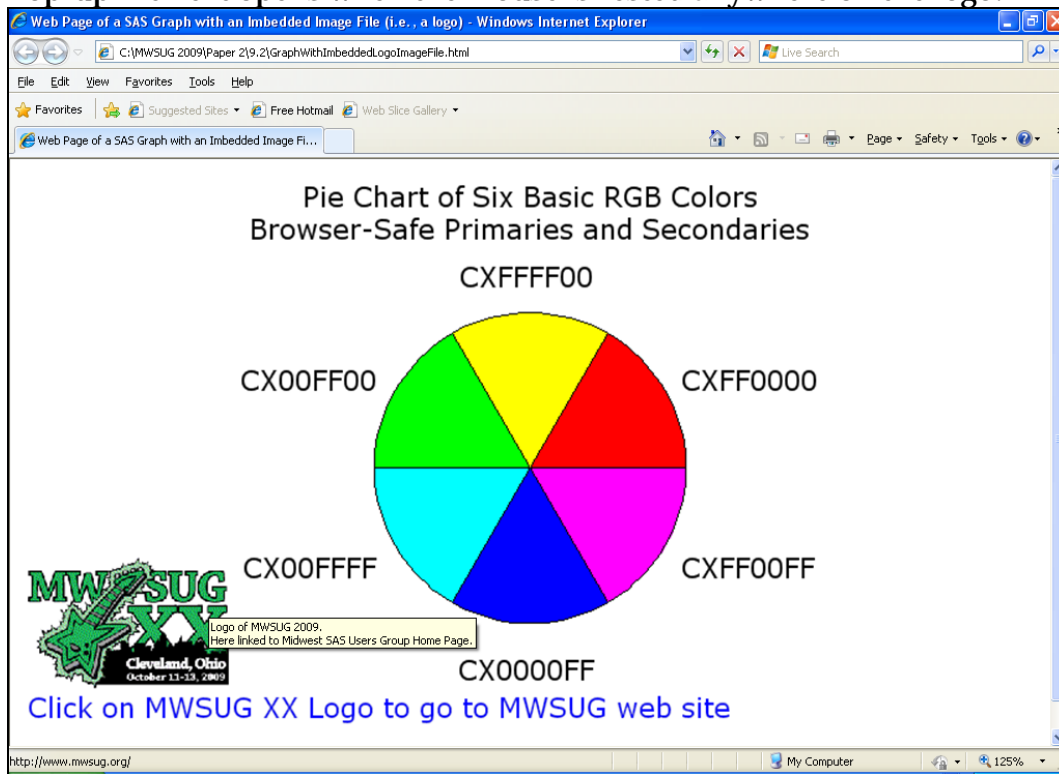 Web Page of a SAS Graph with an Imbedded Image File (i.e., a logo) - Windows Internet Explorer
C:\MWSUG 2009\Paper 2\9.2\GraphWithImbeddedLogoImageFile.html
Live Search
File Edit View Favorites Tools Help
Favorites Suggested Sites Free Hotmail Web Slice Gallery
Web Page of a SAS Graph with an Imbedded Image Fi...
Page Safety Tools
Pie Chart of Six Basic RGB Colors
Browser-Safe Primaries and Secondaries
CXFFFF00
CX00FF00
CXFF0000
CX00FFFF
CXFF00FF
MWSUG
XX
Logo of MWSUG 2009.
Here linked to Midwest SAS Users Group Home Page.
Cleveland, Ohio
October 11-13, 2009
CX0000FF
Click on MWSUG XX Logo to go to MWSUG web site
http://www.mwsug.org/
My Computer
125%